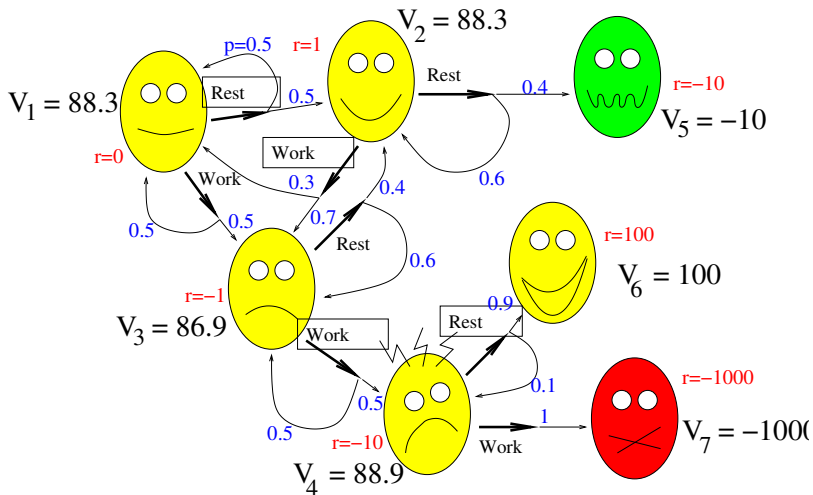 V2 = 88.3
p=0.5
r=1
Rest
Rest
V1 = 88.3
0.5
0.4
r=−10
V5 = −10
r=0
Work
Work
0.3
0.4
0.6
0.5
0.5
0.7
Rest
r=100
0.6
V6 = 100
r=−1
0.9
V3 = 86.9
Work
Rest
0.1
r=−1000
0.5
0.5
1
r=−10
Work
V7 = −100
V4 = 88.9